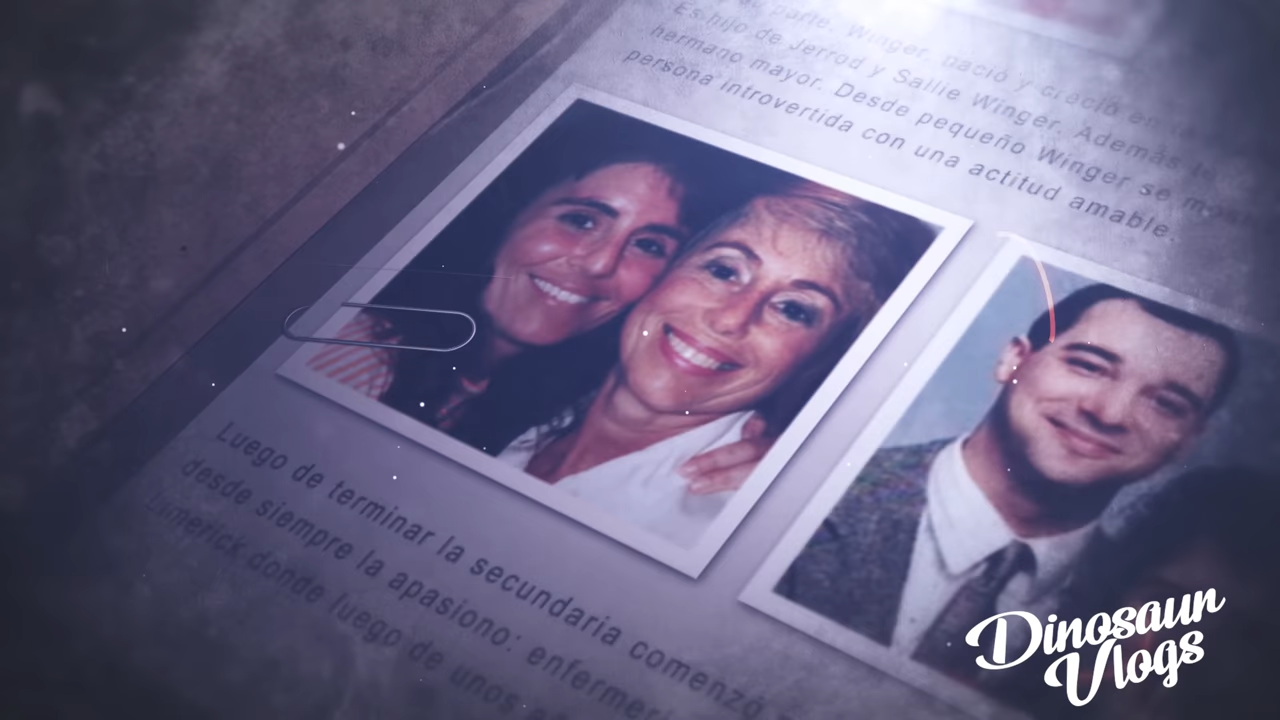 parte. Winger, nació y creció en
Es hijo de Jerrod y Sallie Winger. Además
hermano mayor. Desde pequeño Winger se
persona introvertida con una actitud amable.
Luego de terminar la secundaria comenzó
desde siempre la apasiono: enfermer
Limerick donde luego de unos
Dinosaur
Vlogs